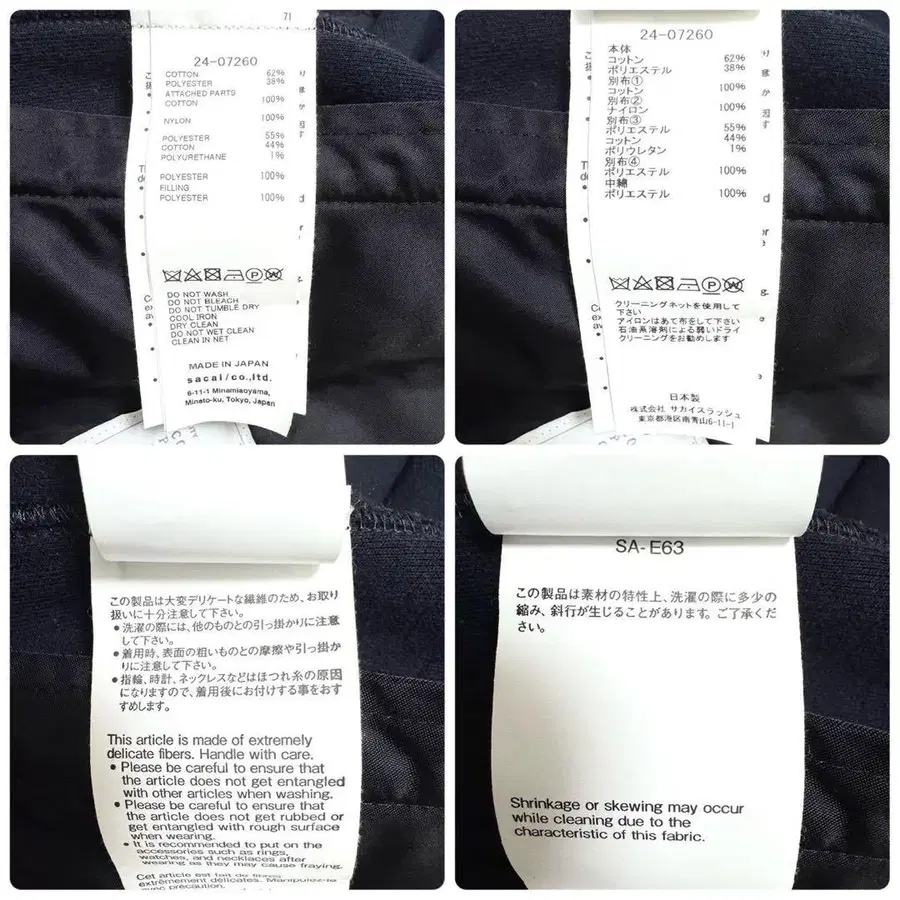 71
24-07260
COTTON 62%
POLYESTER 38%
ATTACHED PARTS
COTTON 100%
NYLON 100%
POLYESTER 55%
COTTON 44%
POLYURETHANE 1%
POLYESTER 100%
FILLING
POLYESTER 100%
DO NOT WASH
DO NOT BLEACH
DO NOT TUMBLE DRY
COOL IRON
DRY CLEAN
DO NOT WET CLEAN
CLEAN IN NET
MADE IN JAPAN
sacai/co.,ltd.
6-11-1 Minamiaoyama,
Minato-ku, Tokyo, Japan
24-07260
本体
コットン 62%
ポリエステル 38%
別布①
コットン 100%
別布②
ナイロン 100%
別布③
ポリエステル 55%
コットン 44%
ポリウレタン 1%
別布④
ポリエステル 100%
中綿
ポリエステル 100%
クリーニングネットを使用して
下さい
アイロンはあて布をして下さい
石油系溶剤による弱いドライ
クリーニングをお勧めします
日本製
株式会社 サカイスラッシュ
東京都港区南青山6-11-1
この製品は大変デリケートな繊維のため、お取り
扱いに十分注意して下さい。
●洗濯の際には、他のものとの引っ掛かりに注意
して下さい。
●着用時、表面の粗いものとの摩擦や引っ掛か
りに注意して下さい。
●指輪、時計、ネックレスなどはほつれ糸の原因
になりますので、着用後にお付けする事をおす
すめします。
This article is made of extremely
delicate fibers. Handle with care.
● Please be careful to ensure that
the article does not get entangled
with other articles when washing.
● Please be careful to ensure that
the article does not get rubbed or
get entangled with rough surface
when wearing.
● It is recommended to put on the
accessories such as rings,
watches, and necklaces after
wearing as they may cause fraying.
Cet article est fait de fibres
extrêmement délicates. Manipulez-le
avec précaution.
SA-E63
この製品は素材の特性上、洗濯の際に多少の
縮み、斜行が生じることがあります。ご了承くだ
さい。
Shrinkage or skewing may occur
while cleaning due to the
characteristic of this fabric.